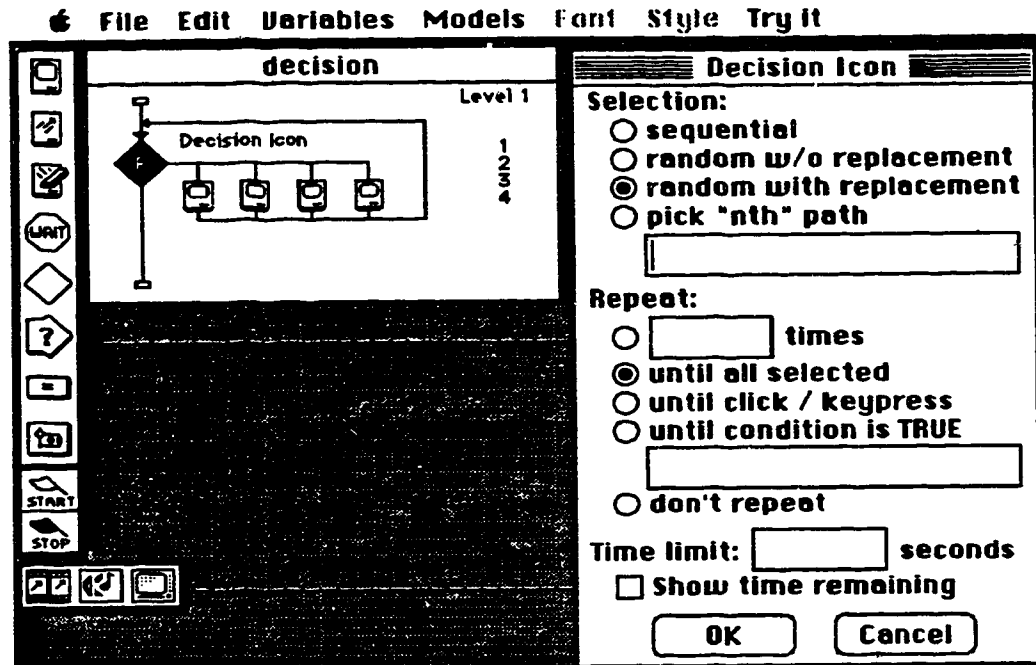 File Edit Variables Models Font Style Try it
decision
Level 1
Decision Icon
1
2
3
4
WAIT
?
=
START
STOP
Decision Icon
Selection:
sequential
random w/o replacement
random with replacement
pick "nth" path
Repeat:
times
until all selected
until click / keypress
until condition is TRUE
don't repeat
Time limit: seconds
Show time remaining
OK Cancel